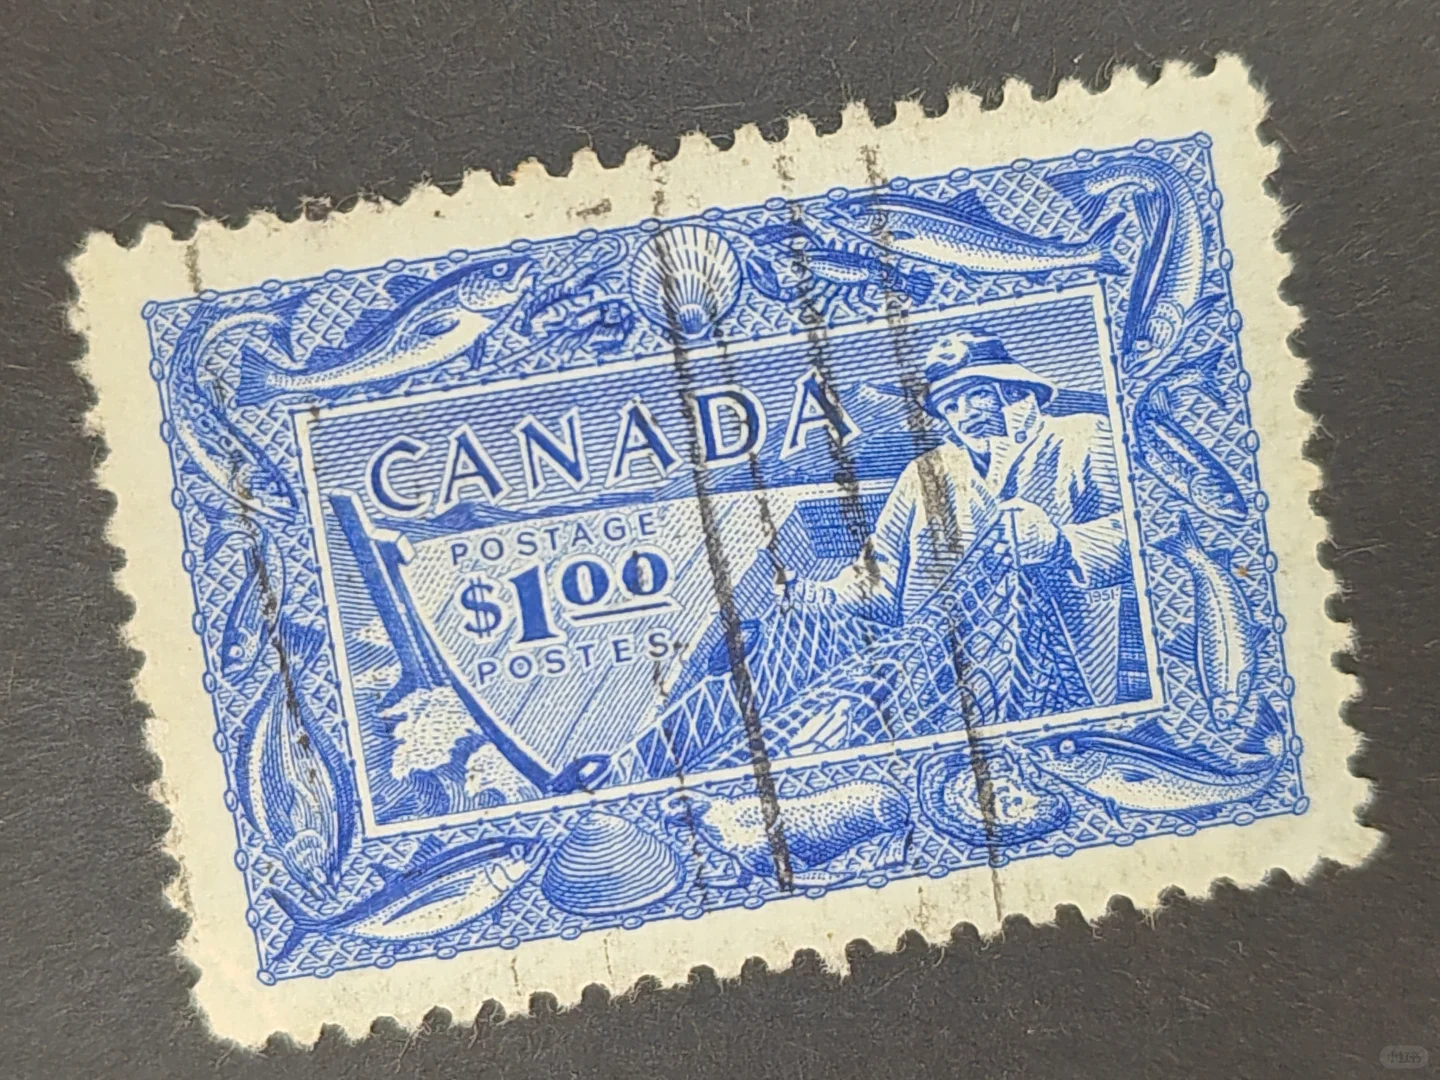 CANADA
POSTAGE
$1.00
POSTES
1951